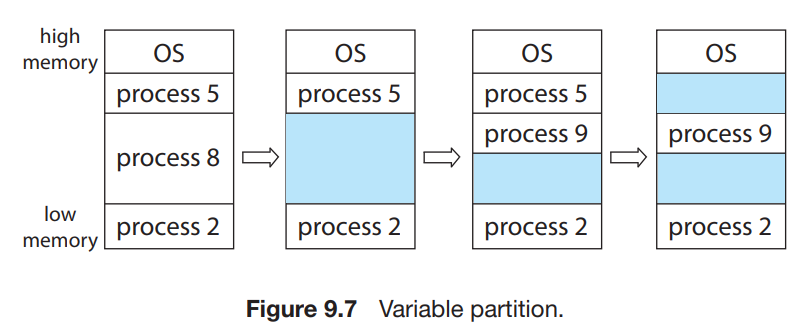 high
memory
OS
process 5
process 8
low
memory
process 2
OS
process 5
process 2
OS
process 5
process 9
process 2
OS
process 9
process 2
Figure 9.7 Variable partition.